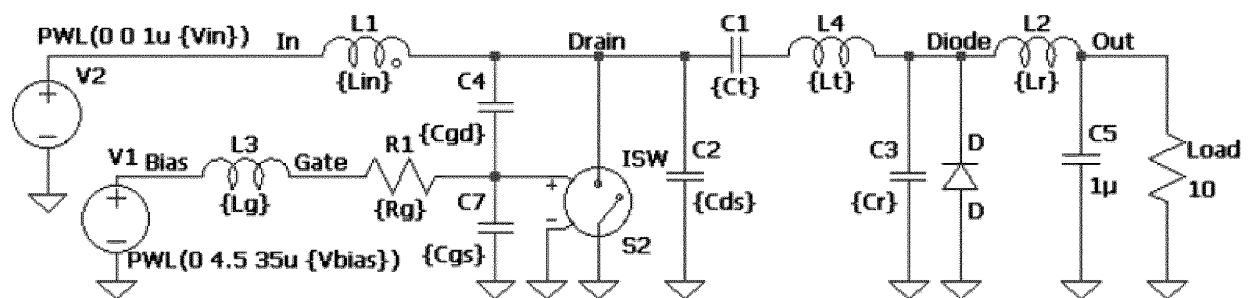 PWL(0 0 1u {Vin})
In
L1
{Lin}
Drain
C1
{Ct}
L4
{Lt}
Diode
L2
{Lr}
Out
V2
C4
{Cgd}
V1
Bias
L3
{Lg}
Gate
R1
{Rg}
C7
{Cgs}
ISW
S2
C2
{Cds}
C3
{Cr}
D
D
C5
1µ
Load
10
PWL(0 4.5 35u {Vbias})
+
−
+
−
+
−